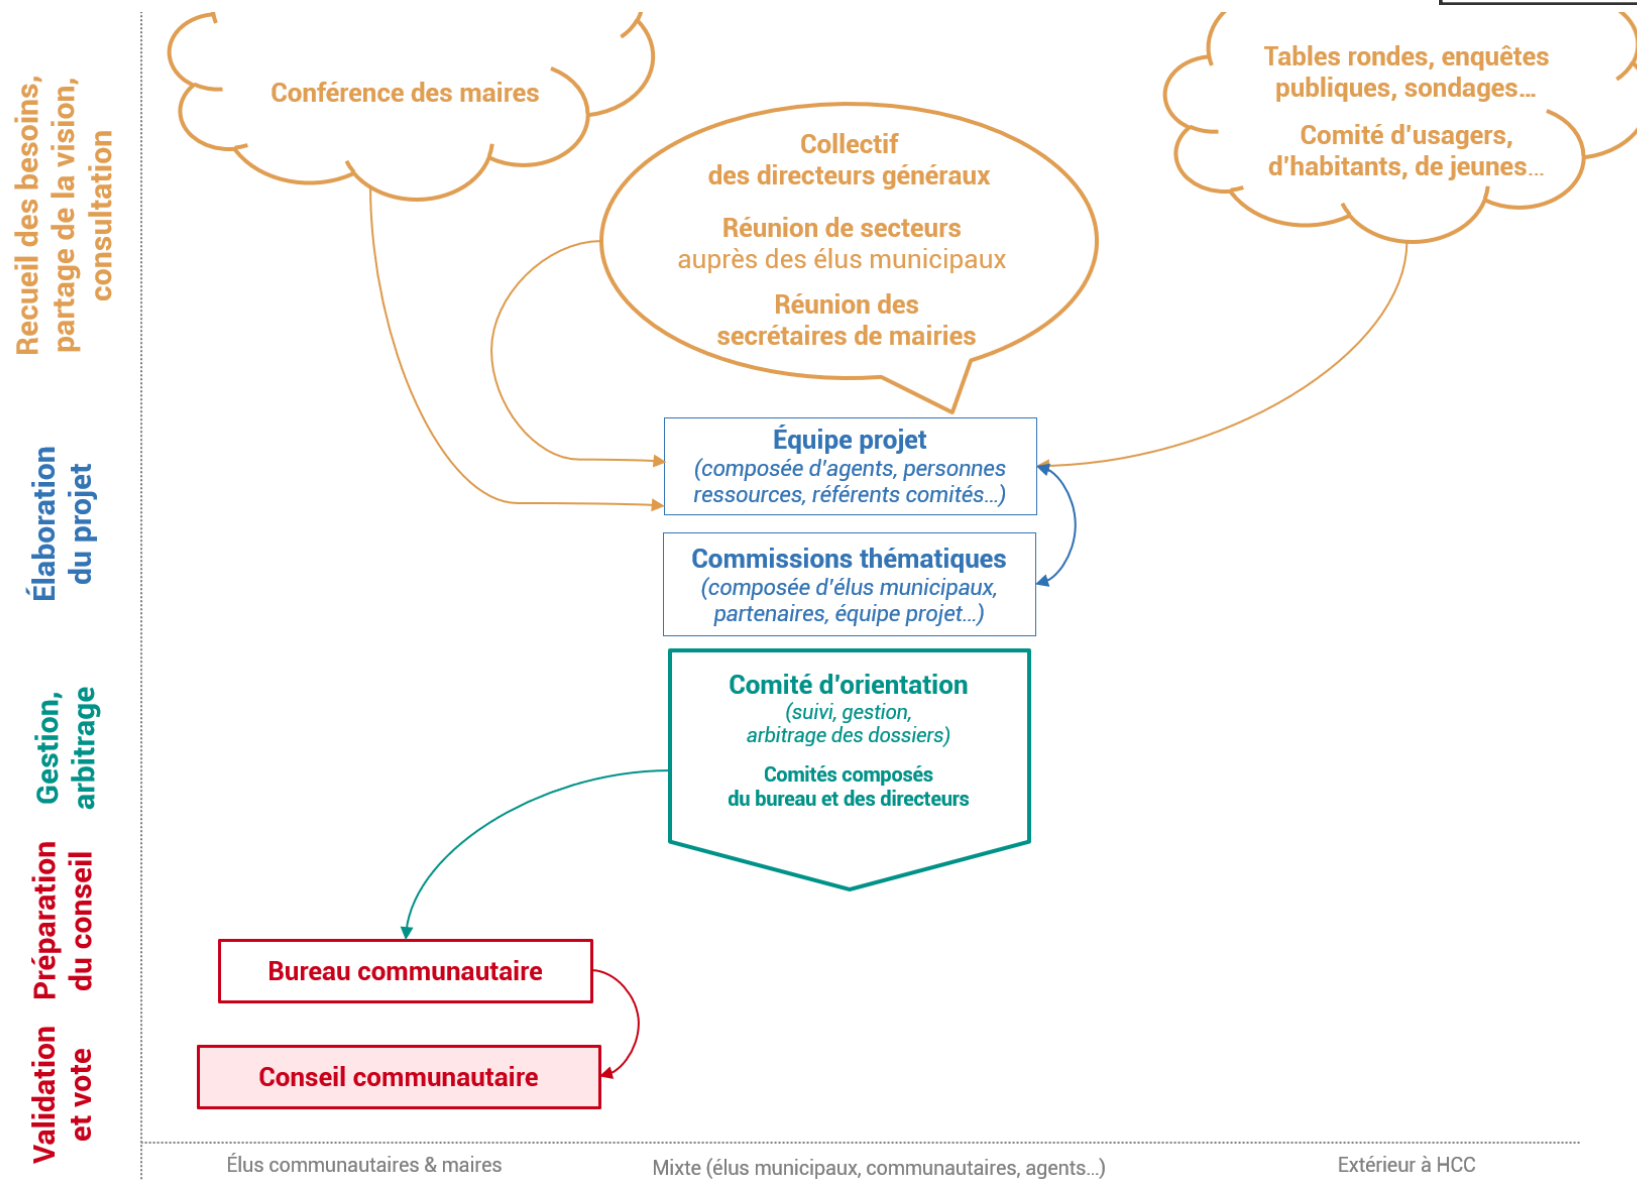 Recueil des besoins,
partage de la vision,
consultation
Conférence des maires
Collectif
des directeurs généraux
Réunion de secteurs
auprès des élus municipaux
Réunion des
secrétaires de mairies
Tables rondes, enquêtes
publiques, sondages…
Comité d'usagers,
d'habitants, de jeunes…
Élaboration
du projet
Équipe projet
(composée d'agents, personnes
ressources, référents comités…)
Commissions thématiques
(composée d'élus municipaux,
partenaires, équipe projet…)
Gestion,
arbitrage
Comité d'orientation
(suivi, gestion,
arbitrage des dossiers)
Comités composés
du bureau et des directeurs
Préparation
du conseil
Bureau communautaire
Validation
et vote
Conseil communautaire
Élus communautaires & maires
Mixte (élus municipaux, communautaires, agents…)
Extérieur à HCC